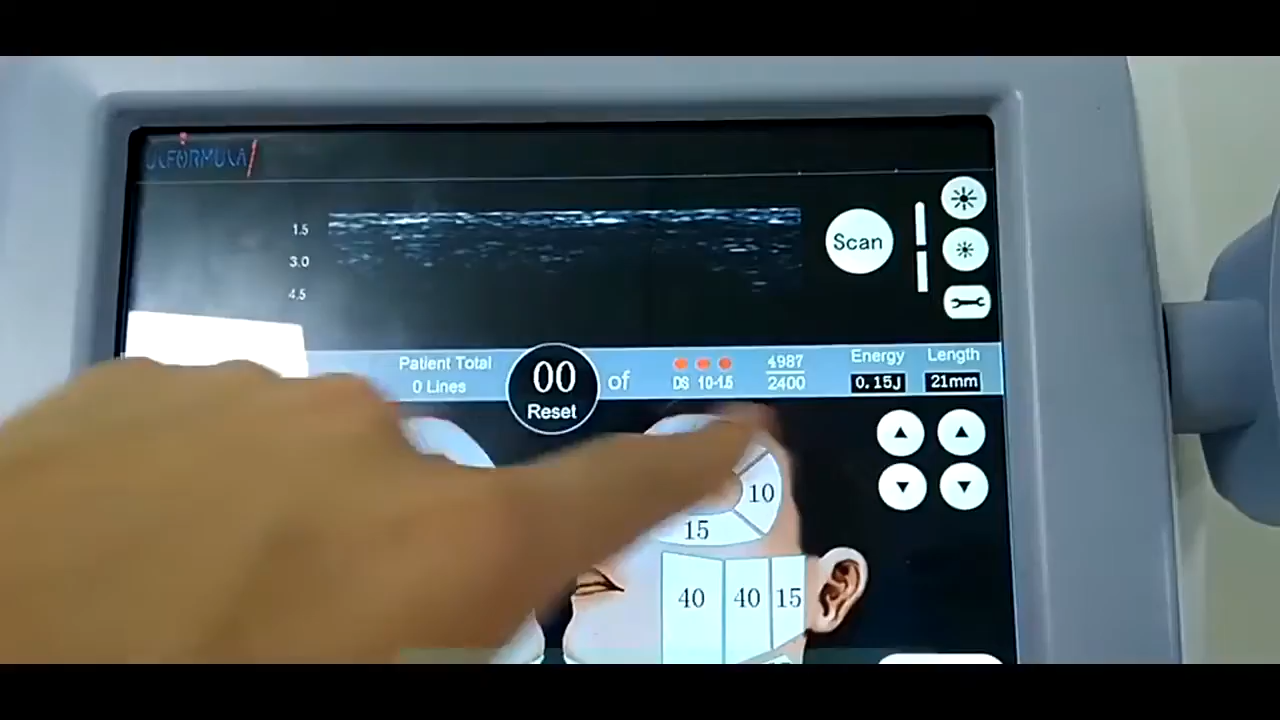 ULFORMULA
1.5
3.0
4.5
Scan
Patient Total
0 Lines
00
Reset
of
DS 10-1.5
4987
2400
Energy
0.15J
Length
21mm
10
15
40 40 15